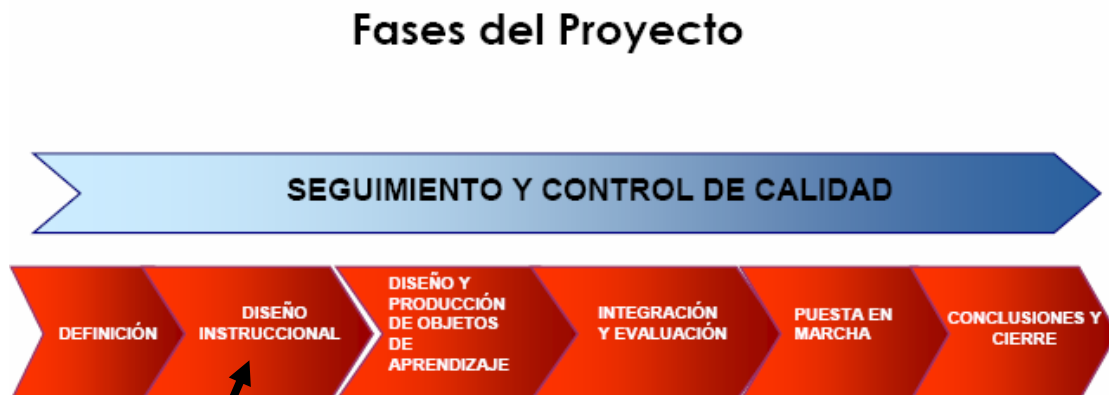 Fases del Proyecto
SEGUIMIENTO Y CONTROL DE CALIDAD
DEFINICIÓN
DISEÑO
INSTRUCCIONAL
DISEÑO Y
PRODUCCIÓN
DE OBJETOS
DE
APRENDIZAJE
INTEGRACIÓN
Y EVALUACIÓN
PUESTA EN
MARCHA
CONCLUSIONES Y
CIERRE